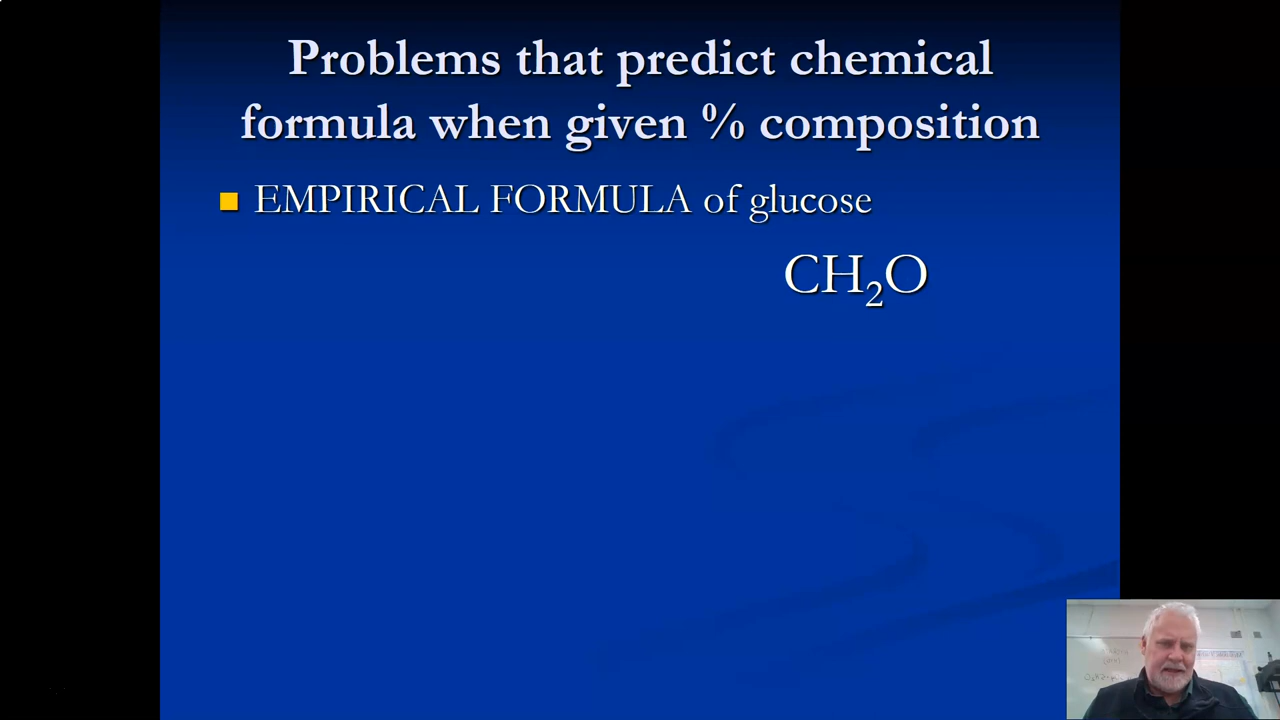 Problems that predict chemical
formula when given % composition
EMPIRICAL FORMULA of glucose
CH₂O